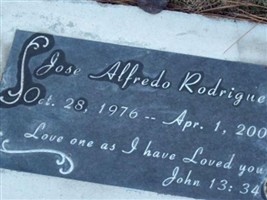 Jose Alfredo Rodrigue
Oct. 28, 1976 -- Apr. 1, 200
Love one as I have Loved you
John 13: 34